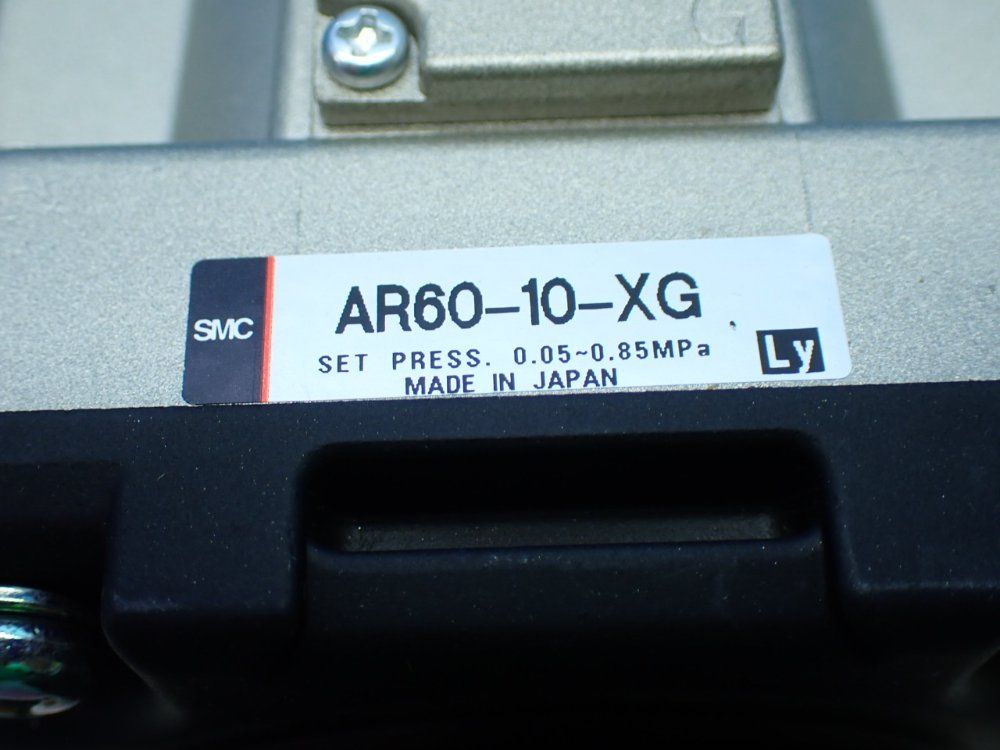 G
SMC
AR60-10-XG
SET PRESS. 0.05~0.85MPa
MADE IN JAPAN
Ly